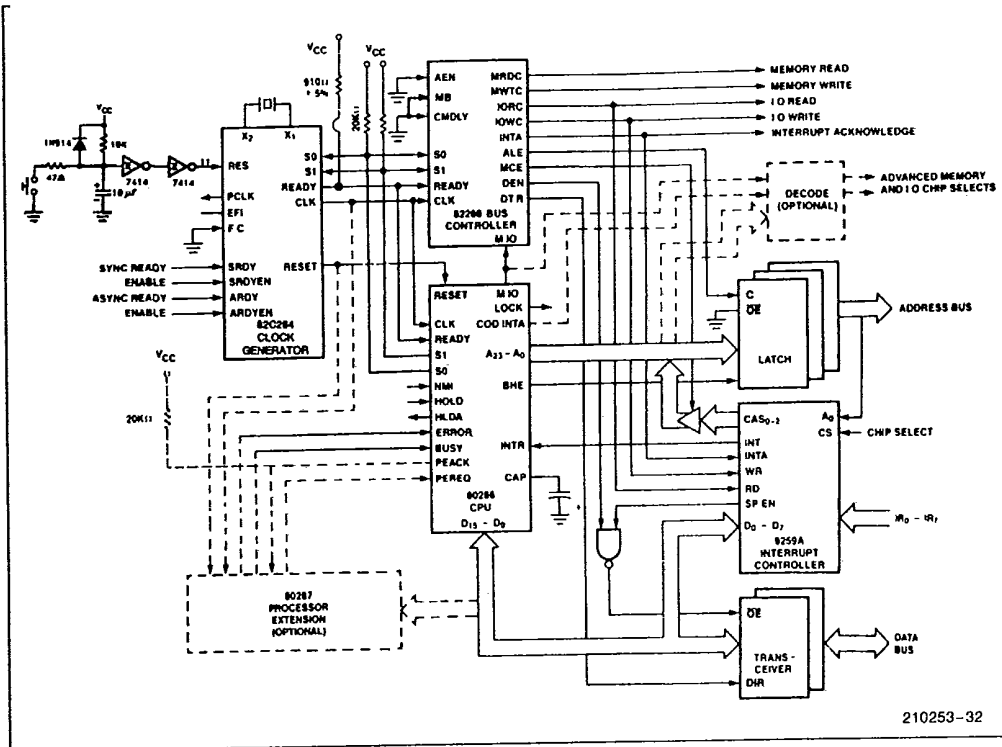 VCC
1N914
10K
47Ω
10 µF
7414
7414
X2
X1
RES
PCLK
EFI
FC
SYNC READY
SRDY
ENABLE
SRDYEN
ASYNC READY
ARDY
ENABLE
ARDYEN
S0
S1
READY
CLK
RESET
82C284
CLOCK
GENERATOR
VCC
910Ω
± 5%
VCC
20KΩ
AEN
MB
CMDLY
S0
S1
READY
CLK
MRDC
MWTC
IORC
IOWC
INTA
ALE
MCE
DEN
DT R
82288 BUS
CONTROLLER
M IO
MEMORY READ
MEMORY WRITE
I O READ
I O WRITE
INTERRUPT ACKNOWLEDGE
DECODE
(OPTIONAL)
ADVANCED MEMORY
AND I O CHIP SELECTS
RESET
M IO
LOCK
COD INTA
CLK
READY
S1
S0
A23 - A0
BHE
NMI
HOLD
HLDA
ERROR
BUSY
PEACK
PEREQ
INTR
CAP
80286
CPU
D15 - D0
+
VCC
20KΩ
80287
PROCESSOR
EXTENSION
(OPTIONAL)
C
OE
LATCH
ADDRESS BUS
CAS0-2
A0
CS
CHIP SELECT
INT
INTA
WR
RD
SP EN
D0 - D7
8259A
INTERRUPT
CONTROLLER
IR0 - IR7
OE
TRANS -
CEIVER
DIR
DATA
BUS
210253-32